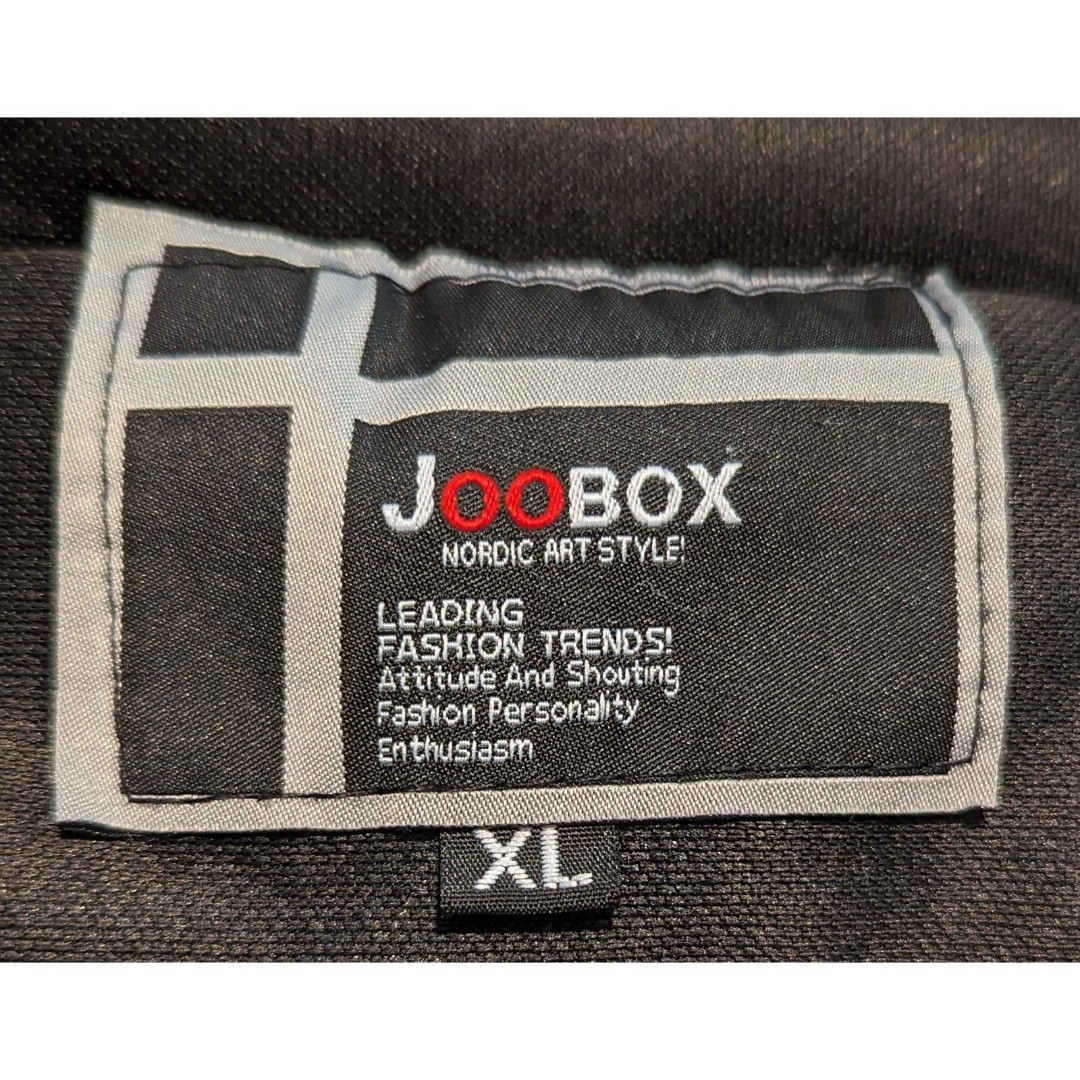 JOOBOX
NORDIC ART STYLE!
LEADING
FASHION TRENDS!
Attitude And Shouting
Fashion Personality
Enthusiasm
XL